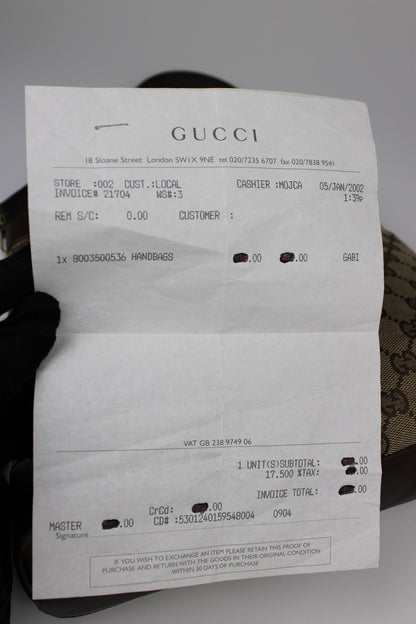 GUCCI
18 Sloane Street London SW1X 9NE tel 020/7235 6707 fax 020/7838 9541
STORE :002 CUST.:LOCAL CASHIER :MOJCA 05/JAN/2002
INVOICE# 21704 WS#:3 1:39p
REM S/C: 0.00 CUSTOMER :
1x 8003500536 HANDBAGS .00 .00 GABI
VAT GB 238 9749 06
1 UNIT(S)SUBTOTAL: .00
17.500 %TAX: .00
INVOICE TOTAL: .00
CrCd: .00
MASTER .00 CD# :5301240159548004 0904
Signature
IF YOU WISH TO EXCHANGE AN ITEM PLEASE RETAIN THIS PROOF OF
PURCHASE AND RETURN WITH THE GOODS IN THEIR ORIGINAL CONDITION
WITHIN 30 DAYS OF PURCHASE